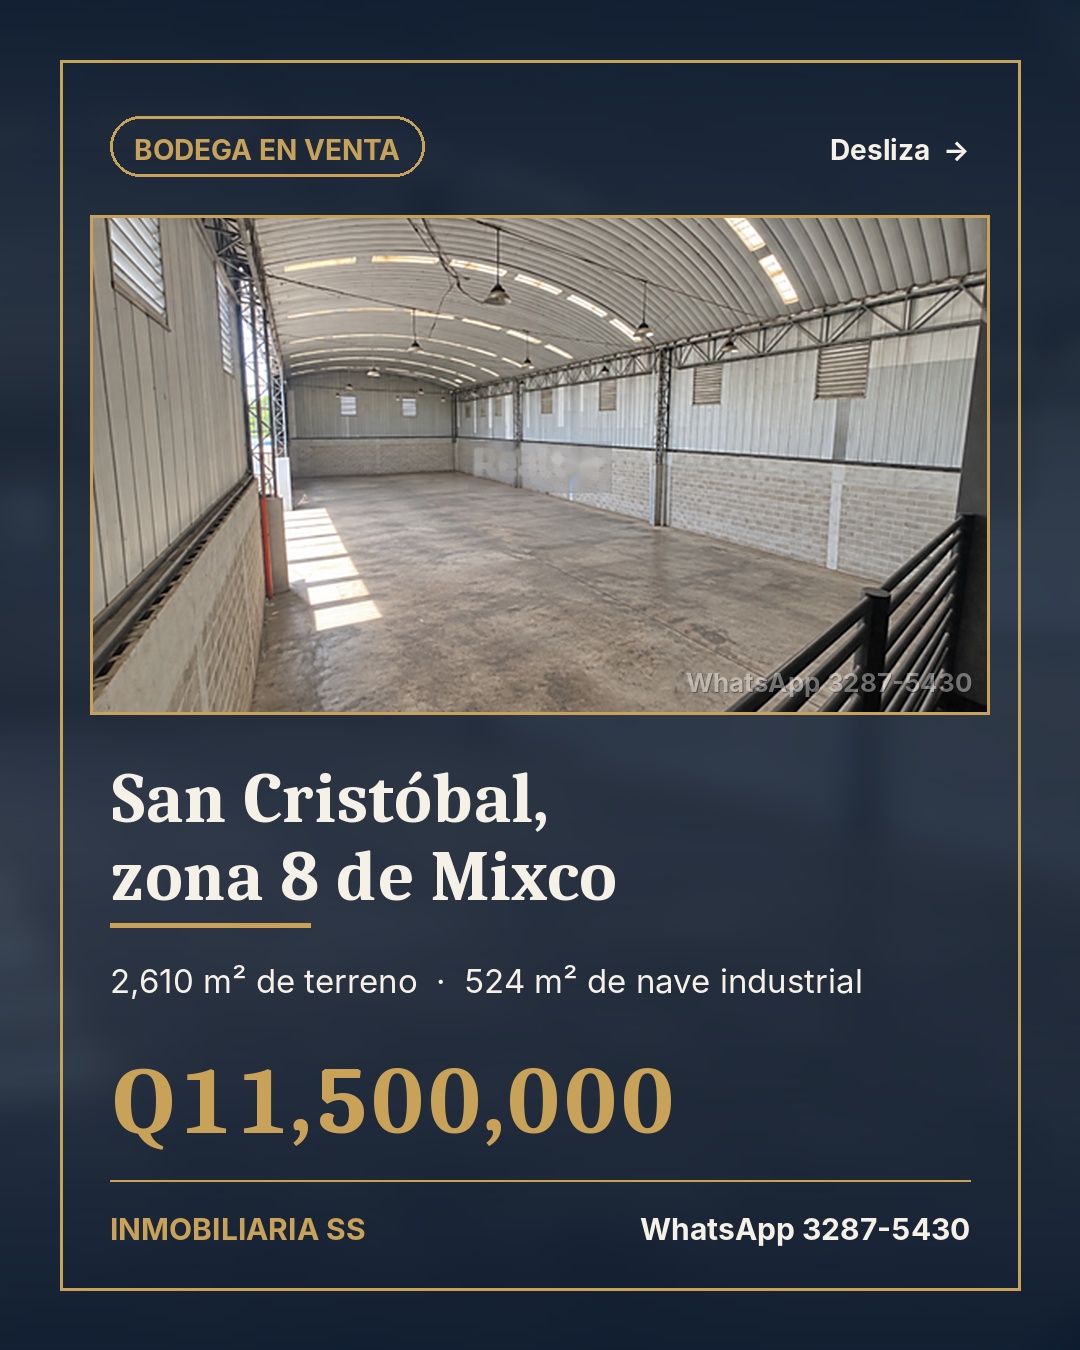 BODEGA EN VENTA
Desliza →
WhatsApp 3287-5430
San Cristóbal,
zona 8 de Mixco
2,610 m² de terreno · 524 m² de nave industrial
Q11,500,000
INMOBILIARIA SS
WhatsApp 3287-5430